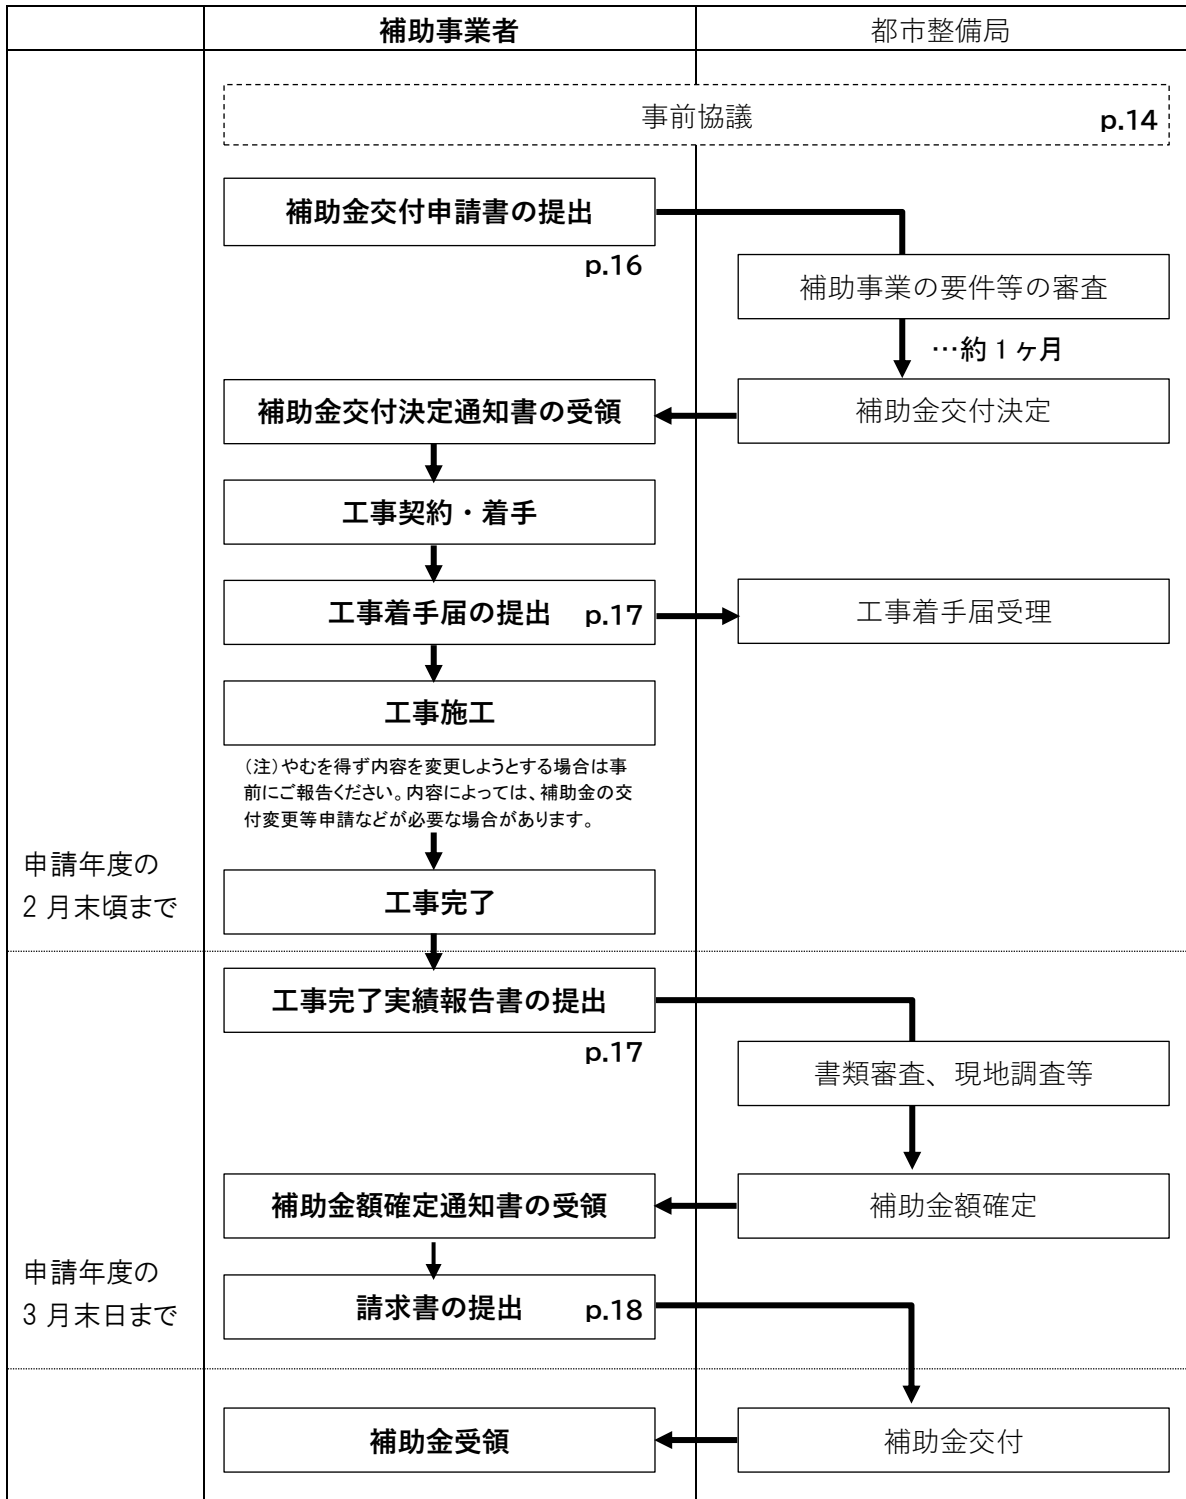 補助事業者
都市整備局
事前協議 p.14
補助金交付申請書の提出
p.16
補助事業の要件等の審査
…約1ヶ月
補助金交付決定通知書の受領
補助金交付決定
工事契約・着手
工事着手届の提出 p.17
工事着手届受理
工事施工
（注）やむを得ず内容を変更しようとする場合は事
前にご報告ください。内容によっては、補助金の交
付変更等申請などが必要な場合があります。
申請年度の
2月末頃まで
工事完了
工事完了実績報告書の提出
p.17
書類審査、現地調査等
補助金額確定通知書の受領
補助金額確定
申請年度の
3月末日まで
請求書の提出 p.18
補助金受領
補助金交付